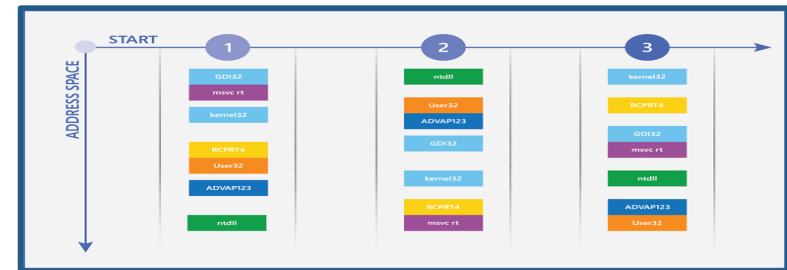 START
1
2
3
ADDRESS SPACE
GDI32
msvc rt
kernel32
RCPRT4
User32
ADVAP123
ntdll
ntdll
User32
ADVAP123
GDI32
kernel32
RCPRT4
msvc rt
kernel32
RCPRT4
GDI32
msvc rt
ntdll
ADVAP123
User32